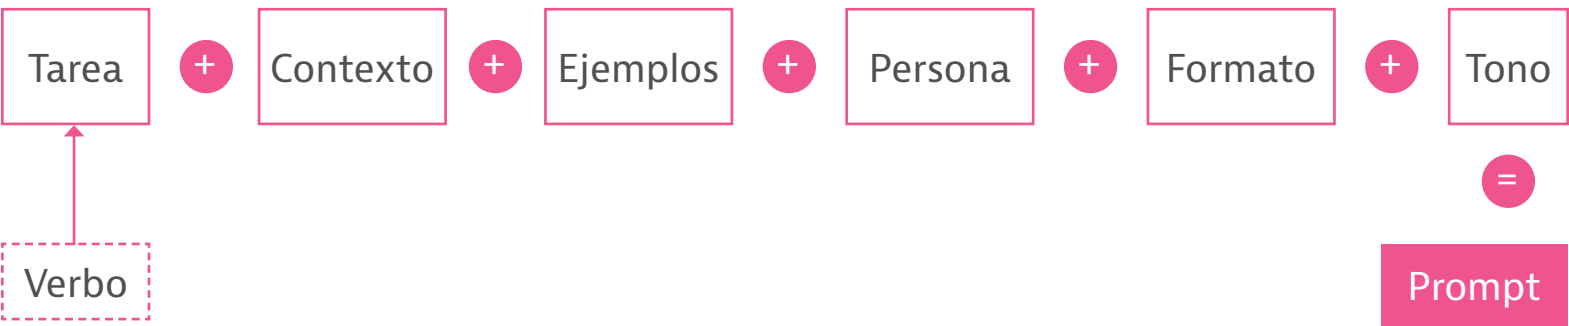 Tarea + Contexto + Ejemplos + Persona + Formato + Tono
=
Verbo Prompt